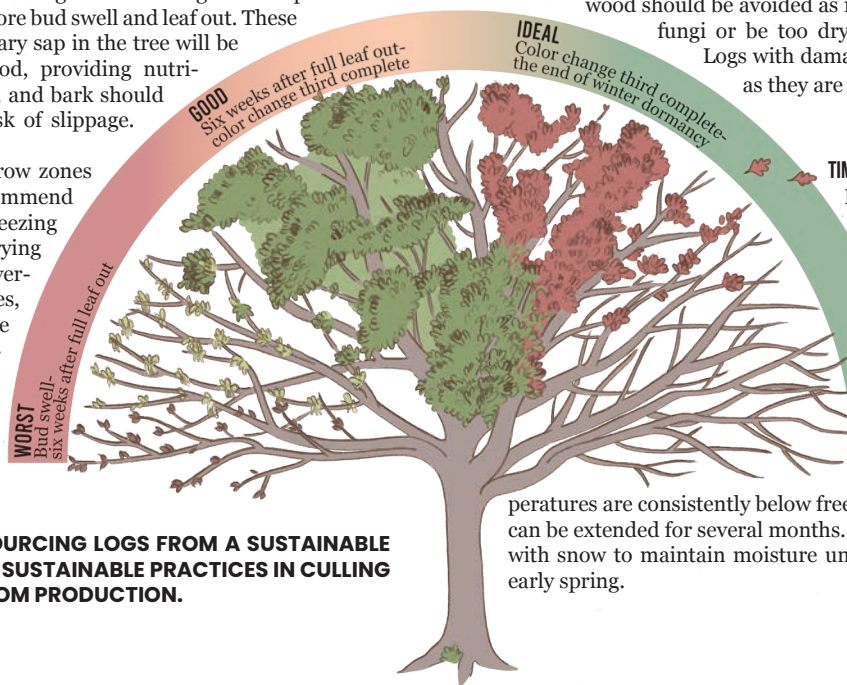 ore bud swell and leaf out. These
ary sap in the tree will be
od, providing nutri-
and bark should
sk of slippage.
row zones
ommend
eezing
rying
ver-
es,
e
WORST
Bud swell-
six weeks after full leaf out
GOOD
Six weeks after full leaf out-
color change third complete
IDEAL
Color change third complete-
the end of winter dormancy
wood should be avoided as
fungi or be too dry
Logs with dama
as they are
TIM
OURCING LOGS FROM A SUSTAINABLE
SUSTAINABLE PRACTICES IN CULLING
OM PRODUCTION.
peratures are consistently below free
can be extended for several months.
with snow to maintain moisture un
early spring.